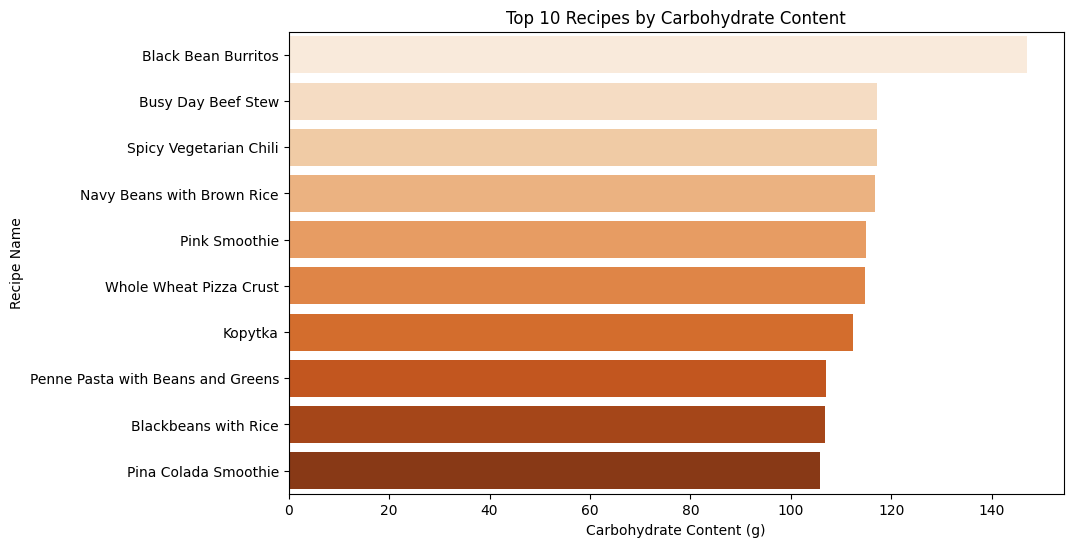 Top 10 Recipes by Carbohydrate Content
Recipe Name
Black Bean Burritos
Busy Day Beef Stew
Spicy Vegetarian Chili
Navy Beans with Brown Rice
Pink Smoothie
Whole Wheat Pizza Crust
Kopytka
Penne Pasta with Beans and Greens
Blackbeans with Rice
Pina Colada Smoothie
0 20 40 60 80 100 120 140
Carbohydrate Content (g)